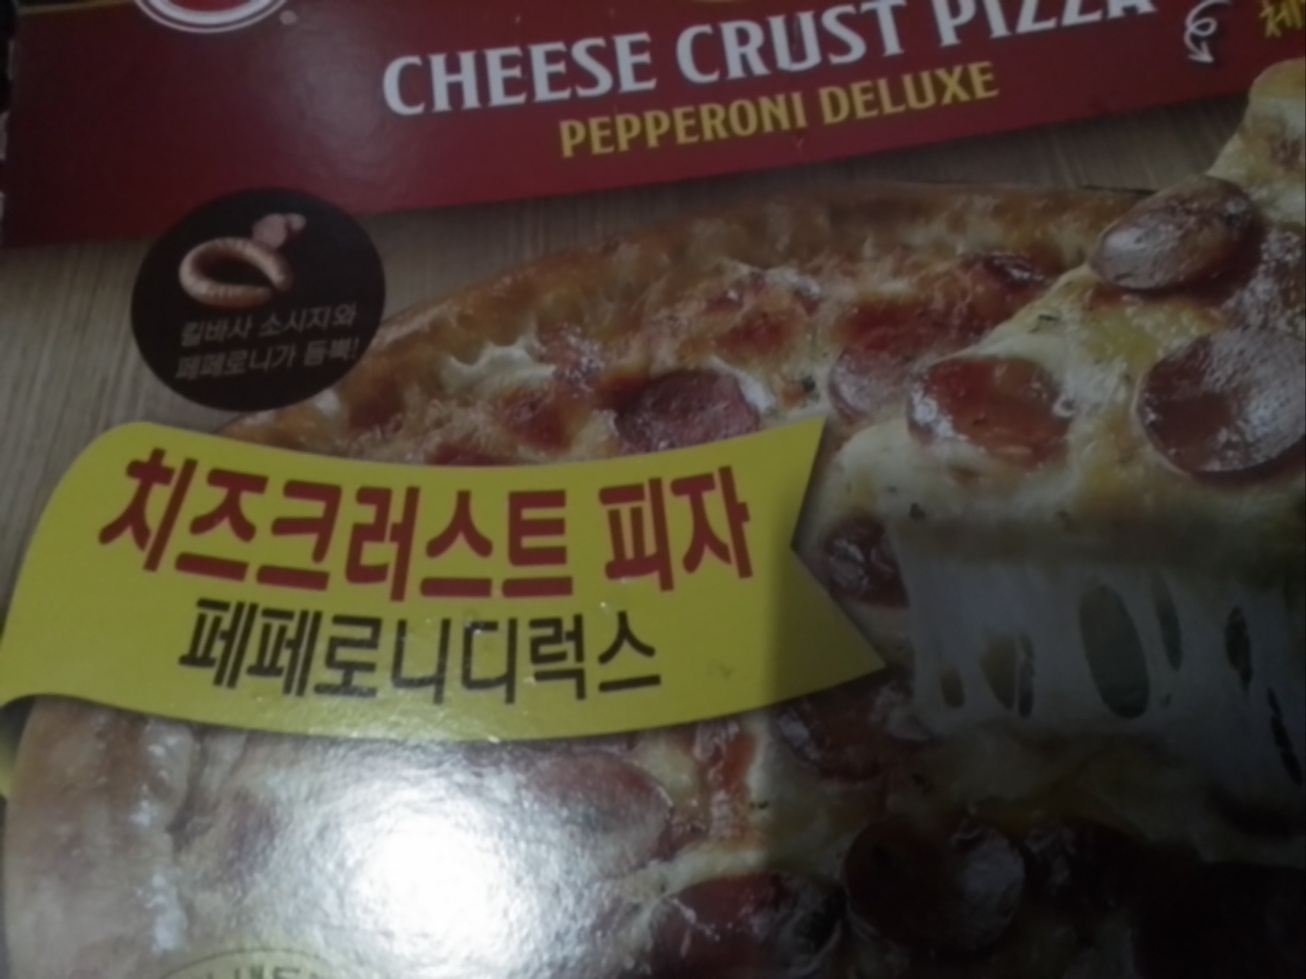 CHEESE CRUST PIZZA
PEPPERONI DELUXE
킬바사 소시지와
페페로니가 듬뿍!
치즈크러스트 피자
페페로니디럭스